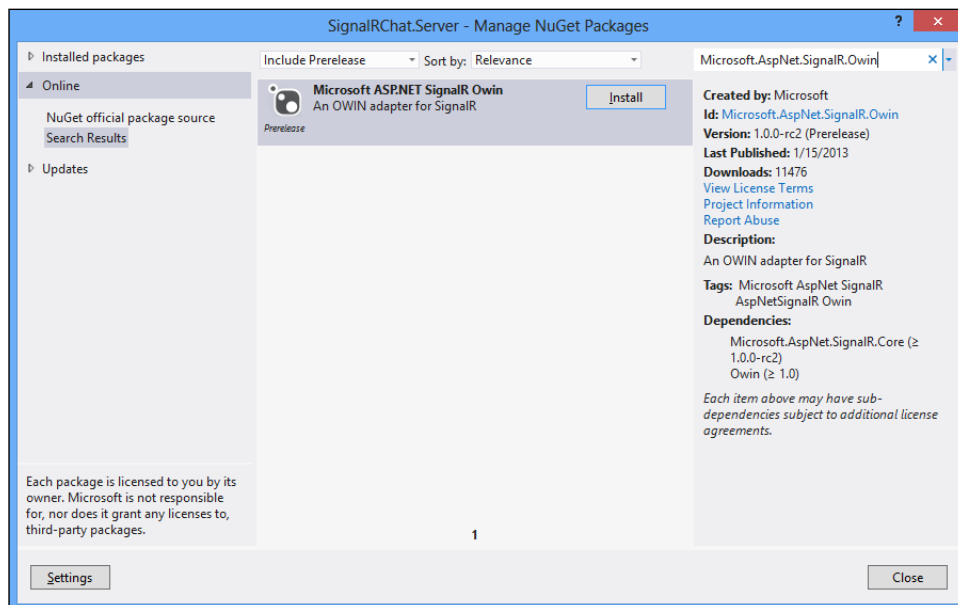 SignalRChat.Server - Manage NuGet Packages
?
Installed packages
Online
NuGet official package source
Search Results
Updates
Each package is licensed to you by its
owner. Microsoft is not responsible
for, nor does it grant any licenses to,
third-party packages.
Include Prerelease
Sort by: Relevance
Microsoft ASP.NET SignalR Owin
An OWIN adapter for SignalR
Prerelease
Install
1
Microsoft.AspNet.SignalR.Owin
Created by: Microsoft
Id: Microsoft.AspNet.SignalR.Owin
Version: 1.0.0-rc2 (Prerelease)
Last Published: 1/15/2013
Downloads: 11476
View License Terms
Project Information
Report Abuse
Description:
An OWIN adapter for SignalR
Tags: Microsoft AspNet SignalR
AspNetSignalR Owin
Dependencies:
Microsoft.AspNet.SignalR.Core (≥
1.0.0-rc2)
Owin (≥ 1.0)
Each item above may have sub-
dependencies subject to additional license
agreements.
Settings
Close